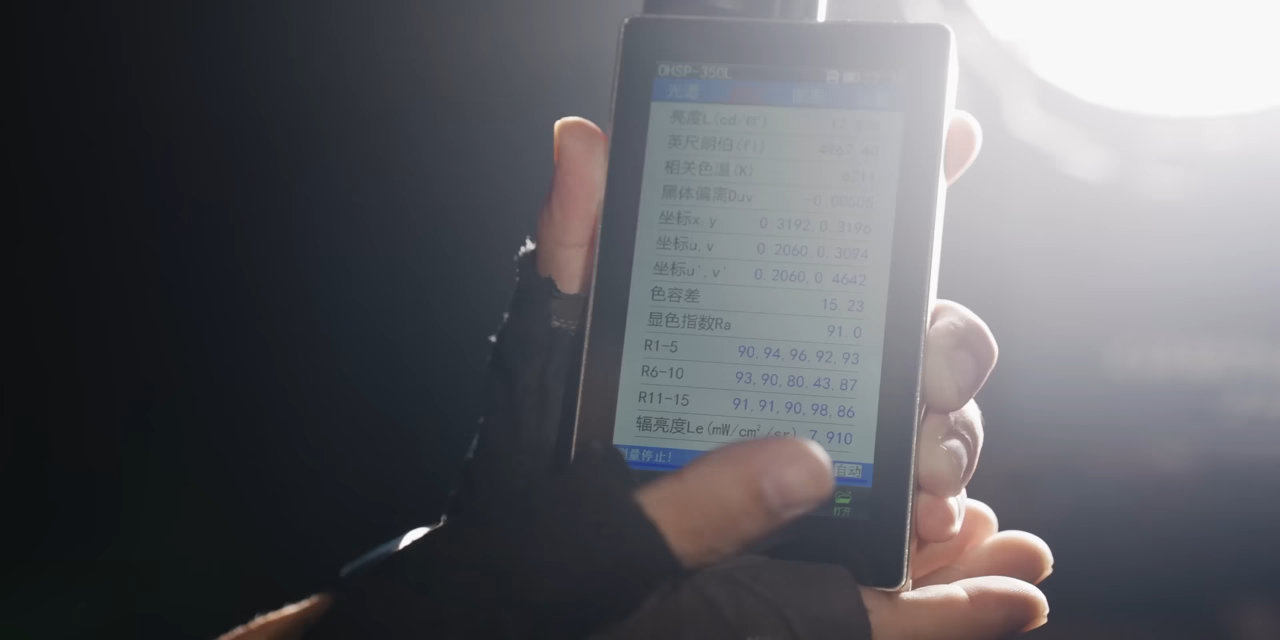 OHSP-350L
光谱
亮度L(cd/㎡)
英尺朗伯(fl)
相关色温(K) 6211
黑体偏离Duv -0.00005
坐标x,y 0.3192,0.3196
坐标u,v 0.2060,0.3094
坐标u',v' 0.2060,0.4642
色容差 15.23
显色指数Ra 91.0
R1-5 90,94,96,92,93
R6-10 93,90,80,43,87
R11-15 91,91,90,98,86
辐亮度Le(mW/cm²/sr) 7.910
测量停止! 自动
打开